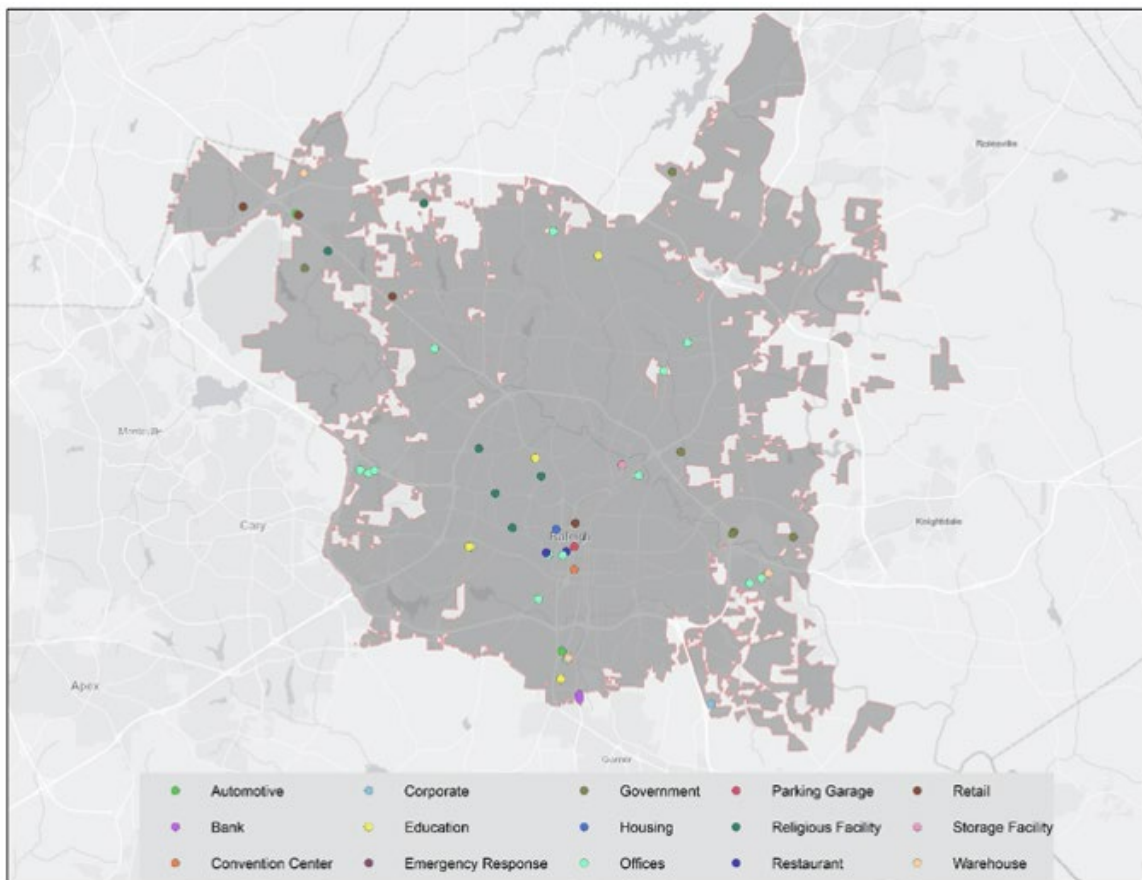 Rolesville
Morrisville
Cary
Raleigh
Knightdale
Apex
Garner
Automotive Corporate Government Parking Garage Retail
Bank Education Housing Religious Facility Storage Facility
Convention Center Emergency Response Offices Restaurant Warehouse